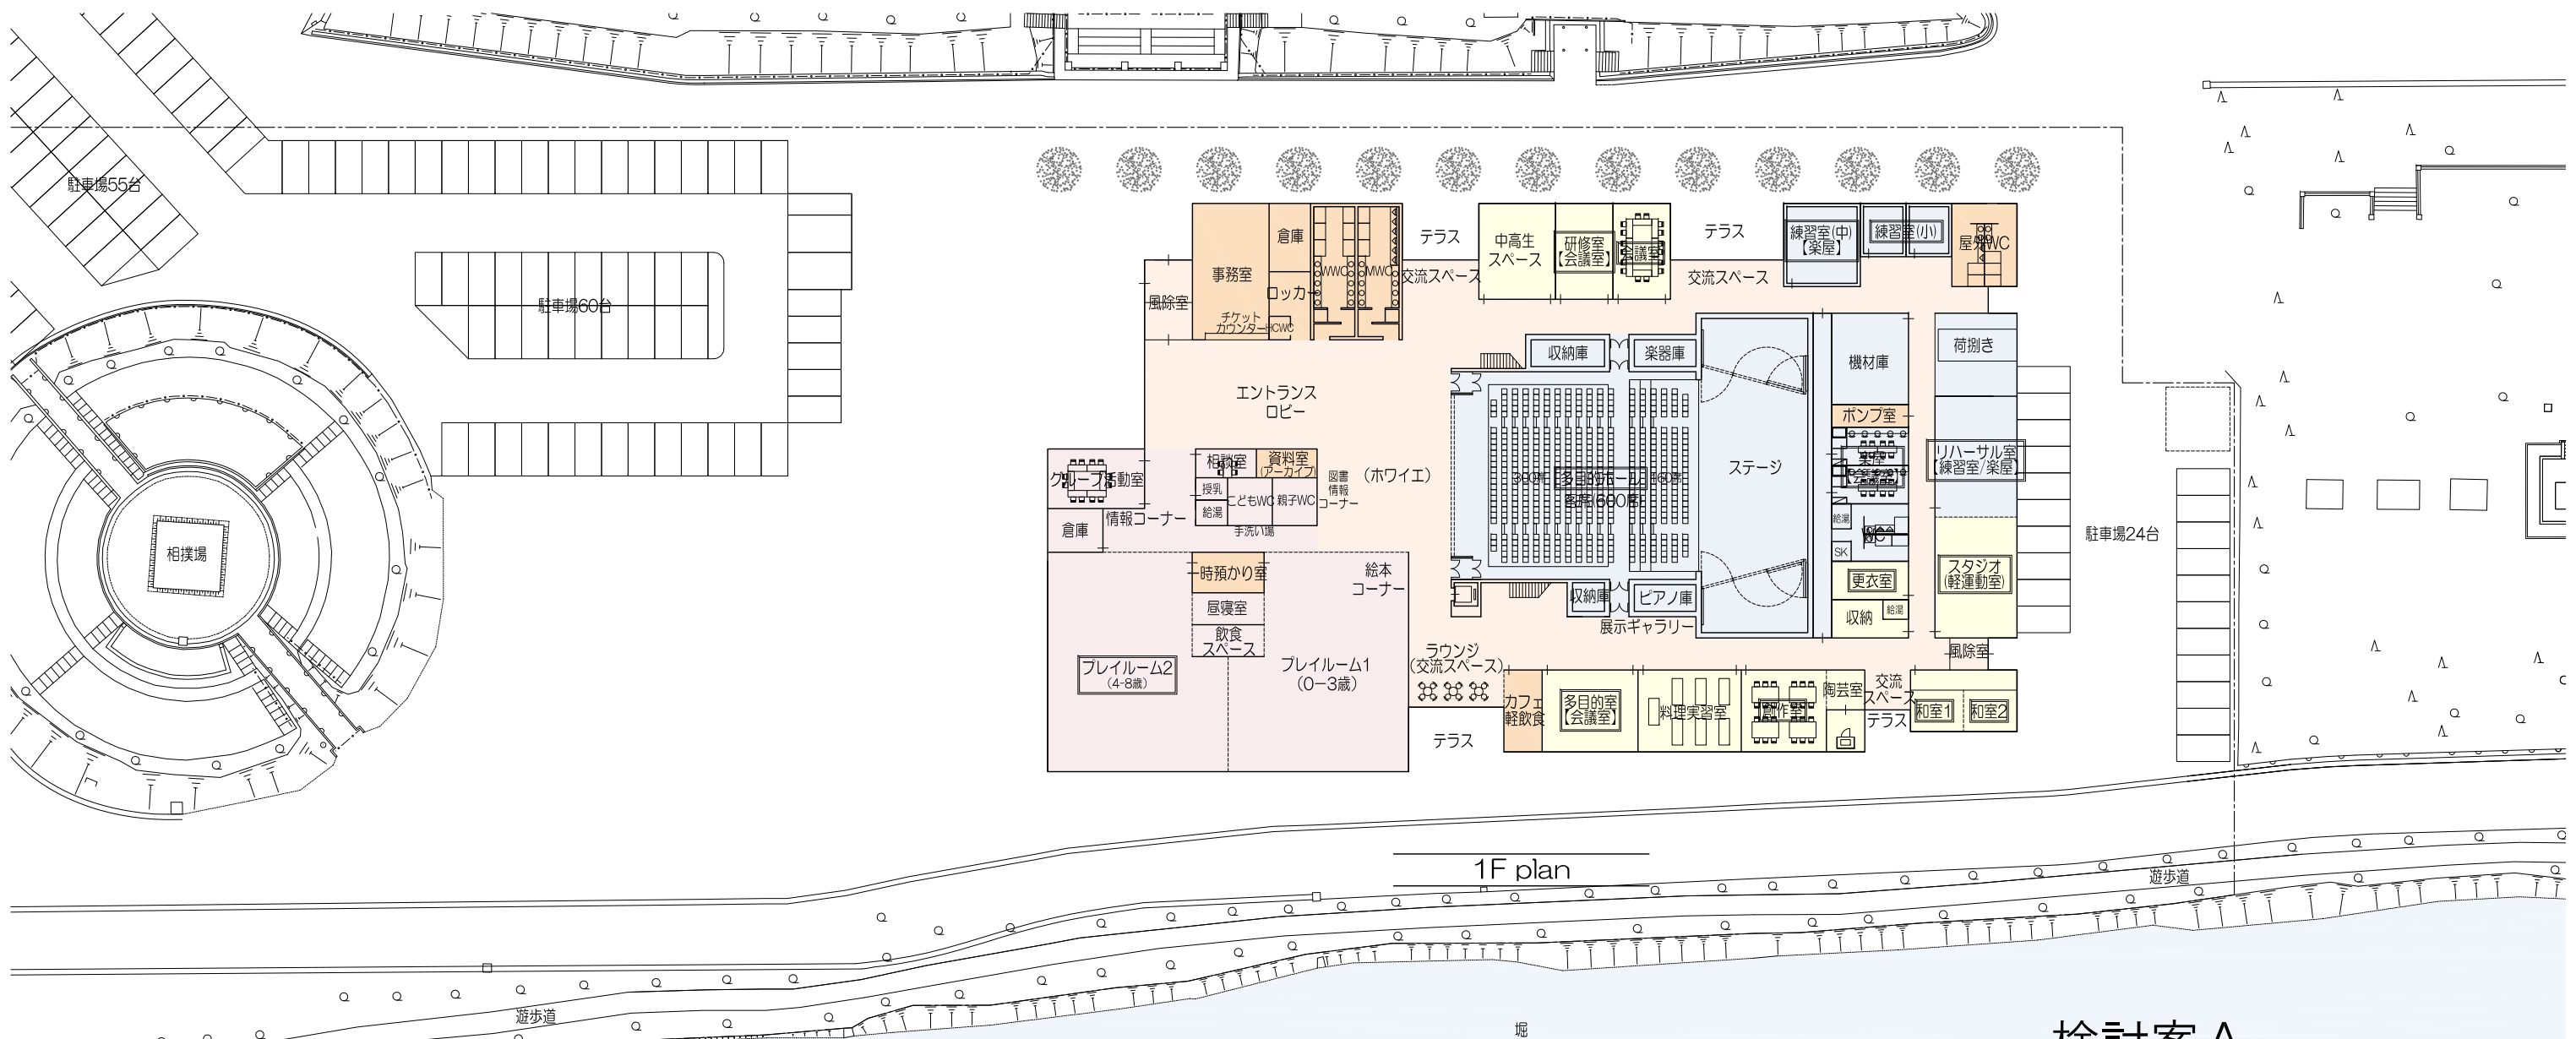 駐車場55台
駐車場60台
相撲場
倉庫
事務室
ロッカー
WWC
MWC
風除室
チケット
カウンター
HCWC
テラス
交流スペース
中高生
スペース
研修室
【会議室】
会議室
テラス
交流スペース
練習室(中)
【楽屋】
練習室(小)
屋外WC
エントランス
ロビー
収納庫
楽器庫
機材庫
荷捌き
ポンプ室
グループ活動室
相談室
資料室
(アーカイブ)
授乳
こどもWC
親子WC
給湯
手洗い場
倉庫
情報コーナー
図書
情報
コーナー
(ホワイエ)
多目的ホール
客席(600席)
ステージ
楽屋
【会議室】
リハーサル室
【練習室/楽屋】
給湯
WC
SK
駐車場24台
一時預かり室
昼寝室
飲食
スペース
絵本
コーナー
プレイルーム2
(4-8歳)
プレイルーム1
(0-3歳)
収納庫
ピアノ庫
展示ギャラリー
更衣室
収納
給湯
スタジオ
(軽運動室)
風除室
ラウンジ
(交流スペース)
テラス
カフェ
軽飲食
多目的室
【会議室】
料理実習室
創作室
陶芸室
交流
スペース
テラス
和室1
和室2
1F plan
遊歩道
遊歩道
堀
検討案 A